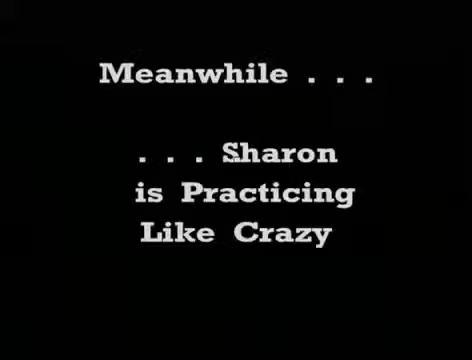 Meanwhile . . .
. . . Sharon
is Practicing
Like Crazy